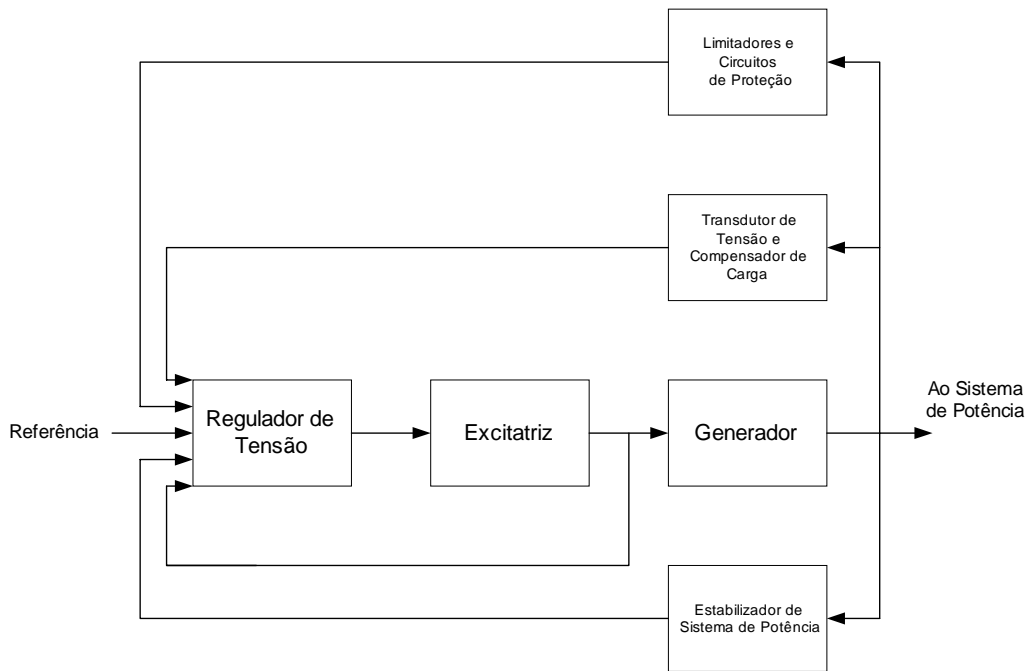 Limitadores e
Circuitos
de Proteção
Transdutor de
Tensão e
Compensador de
Carga
Referência
Regulador de
Tensão
Excitatriz
Generador
Ao Sistema
de Potência
Estabilizador de
Sistema de Potência